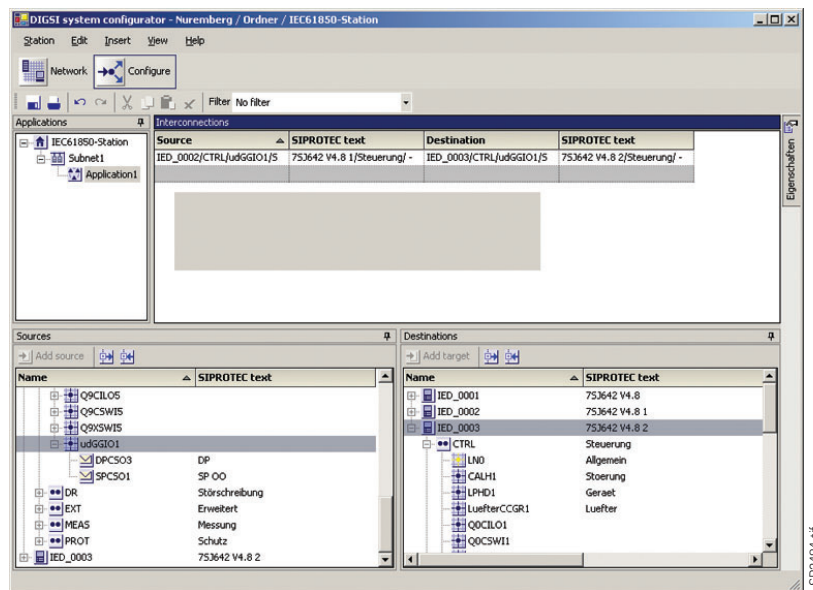 DIGSI system configurator - Nuremberg / Ordner / IEC61850-Station
Station Edit Insert View Help
Network Configure
Filter No filter
Applications
IEC61850-Station
Subnet1
Application1
Interconnections
Source SIPROTEC text Destination SIPROTEC text
IED_0002/CTRL/udGGIO1/S 7SJ642 V4.8 1/Steuerung/ - IED_0003/CTRL/udGGIO1/S 7SJ642 V4.8 2/Steuerung/ -
Eigenschaften
Sources
Add source
Name SIPROTEC text
Q9CILO5
Q9CSWI5
Q9XSWI5
udGGIO1
DPCSO3 DP
SPCSO1 SP OO
DR Störschreibung
EXT Erweitert
MEAS Messung
PROT Schutz
IED_0003 7SJ642 V4.8 2
Destinations
Add target
Name SIPROTEC text
IED_0001 7SJ642 V4.8
IED_0002 7SJ642 V4.8 1
IED_0003 7SJ642 V4.8 2
CTRL Steuerung
LN0 Allgemein
CALH1 Stoerung
LPHD1 Geraet
LuefterCCGR1 Luefter
Q0CILO1
Q0CSWI1